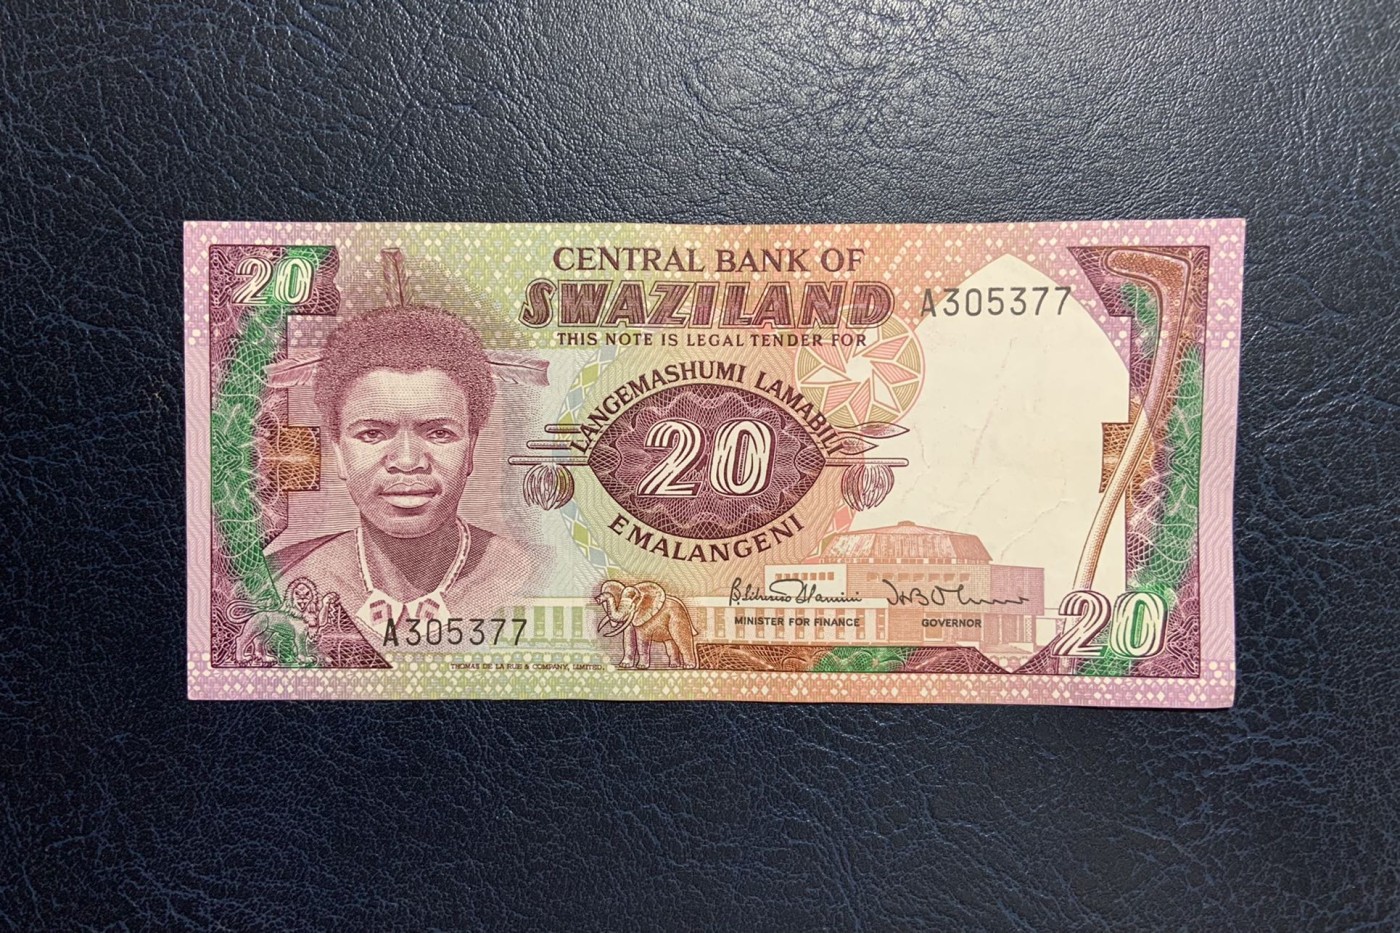 20
CENTRAL BANK OF
SWAZILAND
THIS NOTE IS LEGAL TENDER FOR
A305377
LANGEMASHUMI LAMABILI
20
EMALANGENI
MINISTER FOR FINANCE
GOVERNOR
A305377
20
THOMAS DE LA RUE & COMPANY, LIMITED.